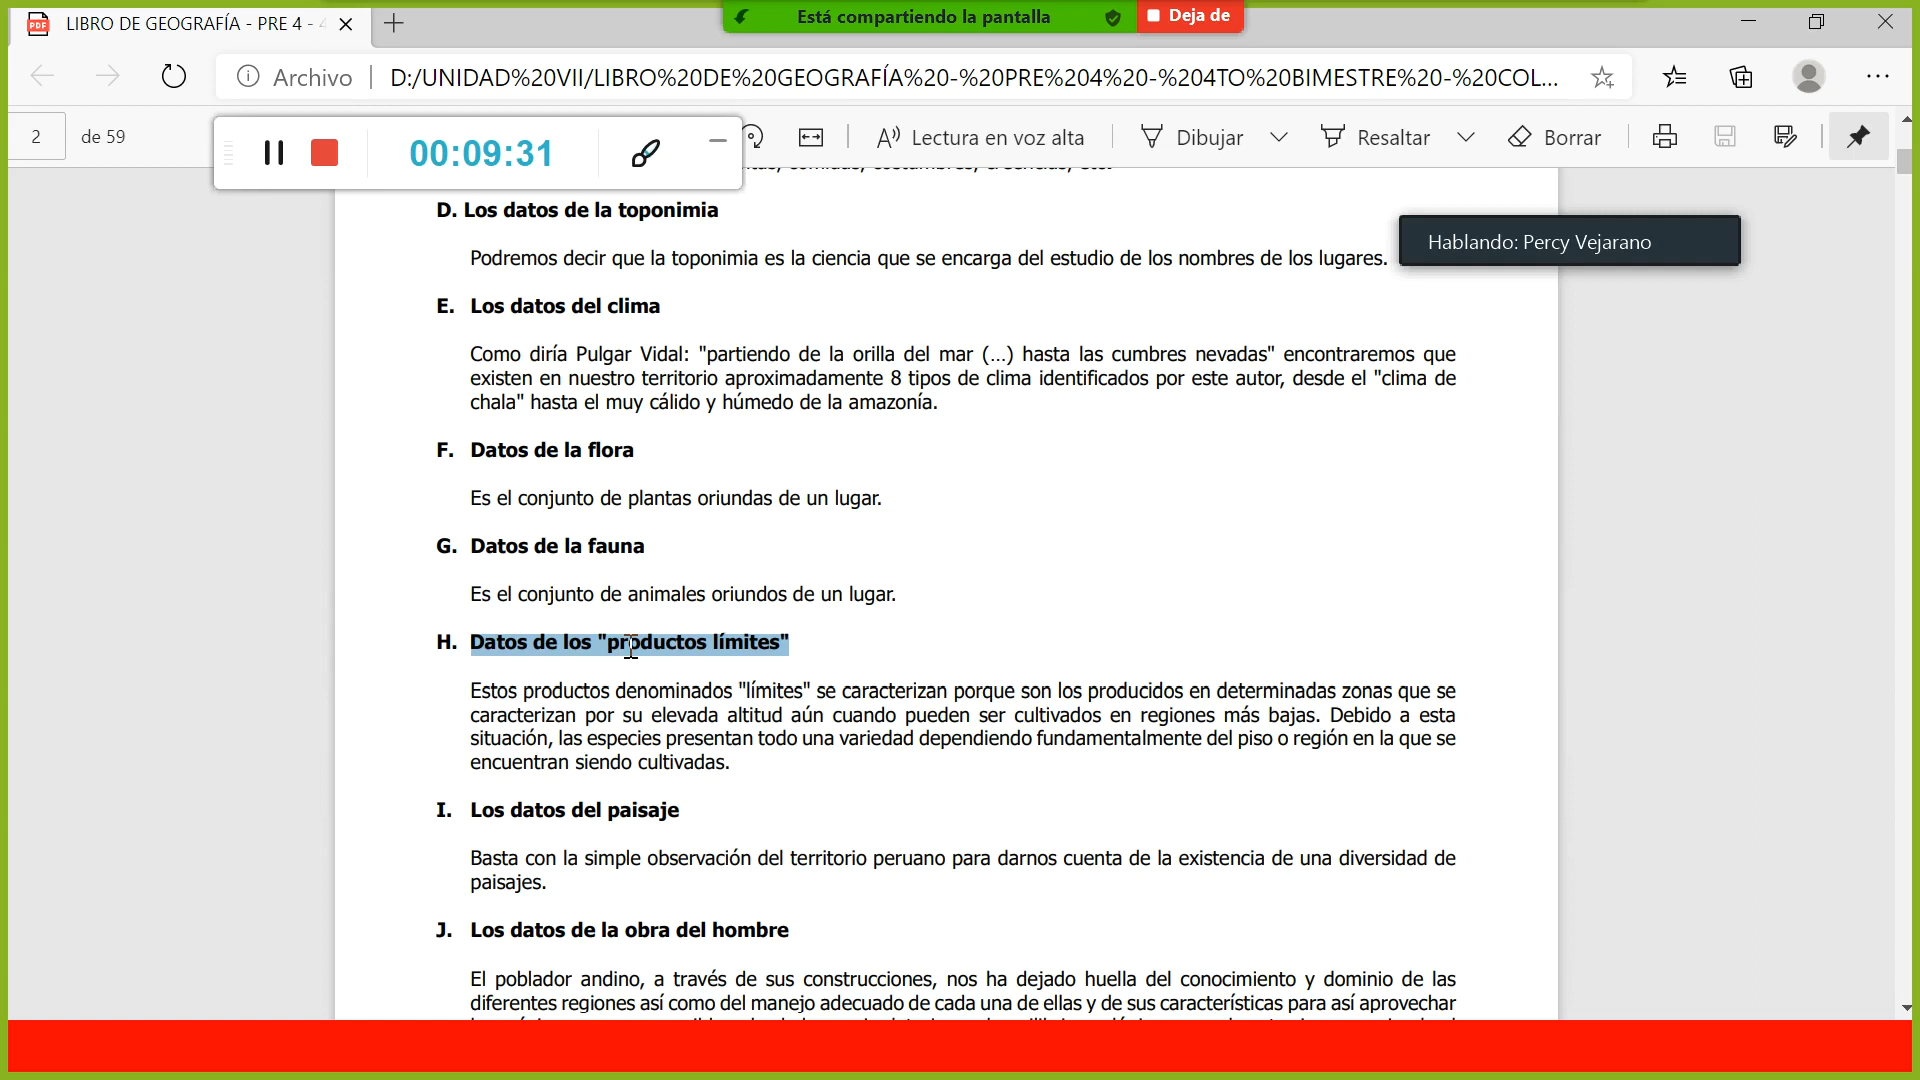 LIBRO DE GEOGRAFÍA - PRE 4 -
Está compartiendo la pantalla
Deja de
Archivo
D:/UNIDAD%20VII/LIBRO%20DE%20GEOGRAFÍA%20-%20PRE%204%20-%204TO%20BIMESTRE%20-%20COL...
2 de 59
00:09:31
Lectura en voz alta
Dibujar
Resaltar
Borrar
Hablando: Percy Vejarano
D. Los datos de la toponimia
Podremos decir que la toponimia es la ciencia que se encarga del estudio de los nombres de los lugares.
E. Los datos del clima
Como diría Pulgar Vidal: "partiendo de la orilla del mar (...) hasta las cumbres nevadas" encontraremos que
existen en nuestro territorio aproximadamente 8 tipos de clima identificados por este autor, desde el "clima de
chala" hasta el muy cálido y húmedo de la amazonía.
F. Datos de la flora
Es el conjunto de plantas oriundas de un lugar.
G. Datos de la fauna
Es el conjunto de animales oriundos de un lugar.
H. Datos de los "productos límites"
Estos productos denominados "límites" se caracterizan porque son los producidos en determinadas zonas que se
caracterizan por su elevada altitud aún cuando pueden ser cultivados en regiones más bajas. Debido a esta
situación, las especies presentan todo una variedad dependiendo fundamentalmente del piso o región en la que se
encuentran siendo cultivadas.
I. Los datos del paisaje
Basta con la simple observación del territorio peruano para darnos cuenta de la existencia de una diversidad de
paisajes.
J. Los datos de la obra del hombre
El poblador andino, a través de sus construcciones, nos ha dejado huella del conocimiento y dominio de las
diferentes regiones así como del manejo adecuado de cada una de ellas y de sus características para así aprovechar